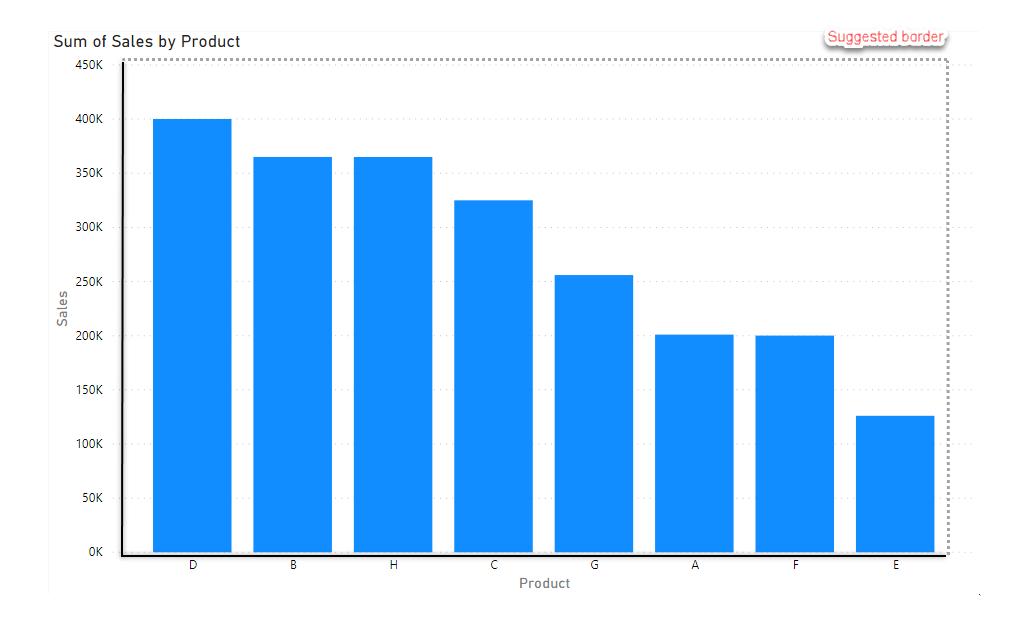 Sum of Sales by Product
Suggested border
450K
400K
350K
300K
250K
200K
150K
100K
50K
0K
Sales
D B H C G A F E
Product